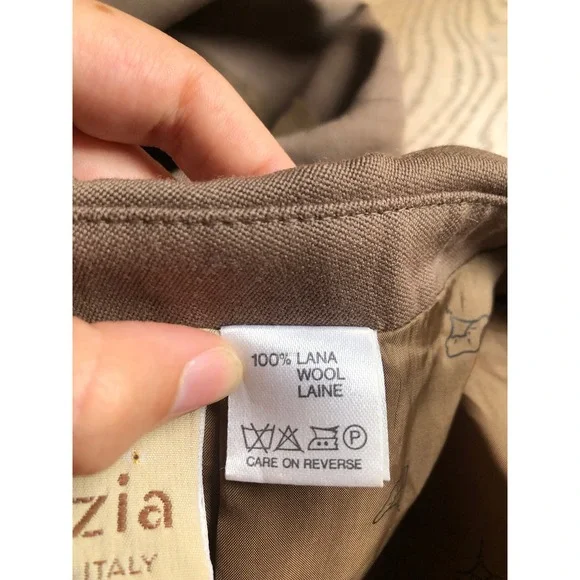 100% LANA
WOOL
LAINE
P
CARE ON REVERSE
zia
ITALY